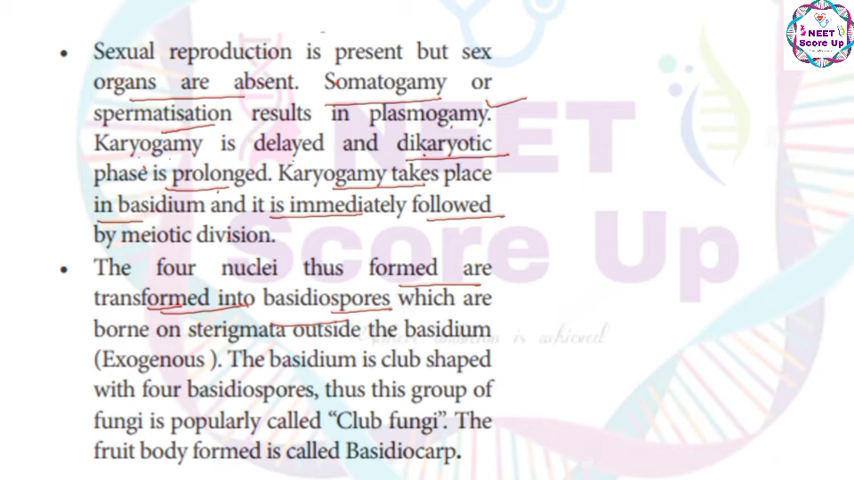 NEET
Score Up
• Sexual reproduction is present but sex
organs are absent. Somatogamy or
spermatisation results in plasmogamy.
Karyogamy is delayed and dikaryotic
phase is prolonged. Karyogamy takes place
in basidium and it is immediately followed
by meiotic division.
• The four nuclei thus formed are
transformed into basidiospores which are
borne on sterigmata outside the basidium
(Exogenous ). The basidium is club shaped
with four basidiospores, thus this group of
fungi is popularly called “Club fungi”. The
fruit body formed is called Basidiocarp.
NEET
Score Up
is achieved